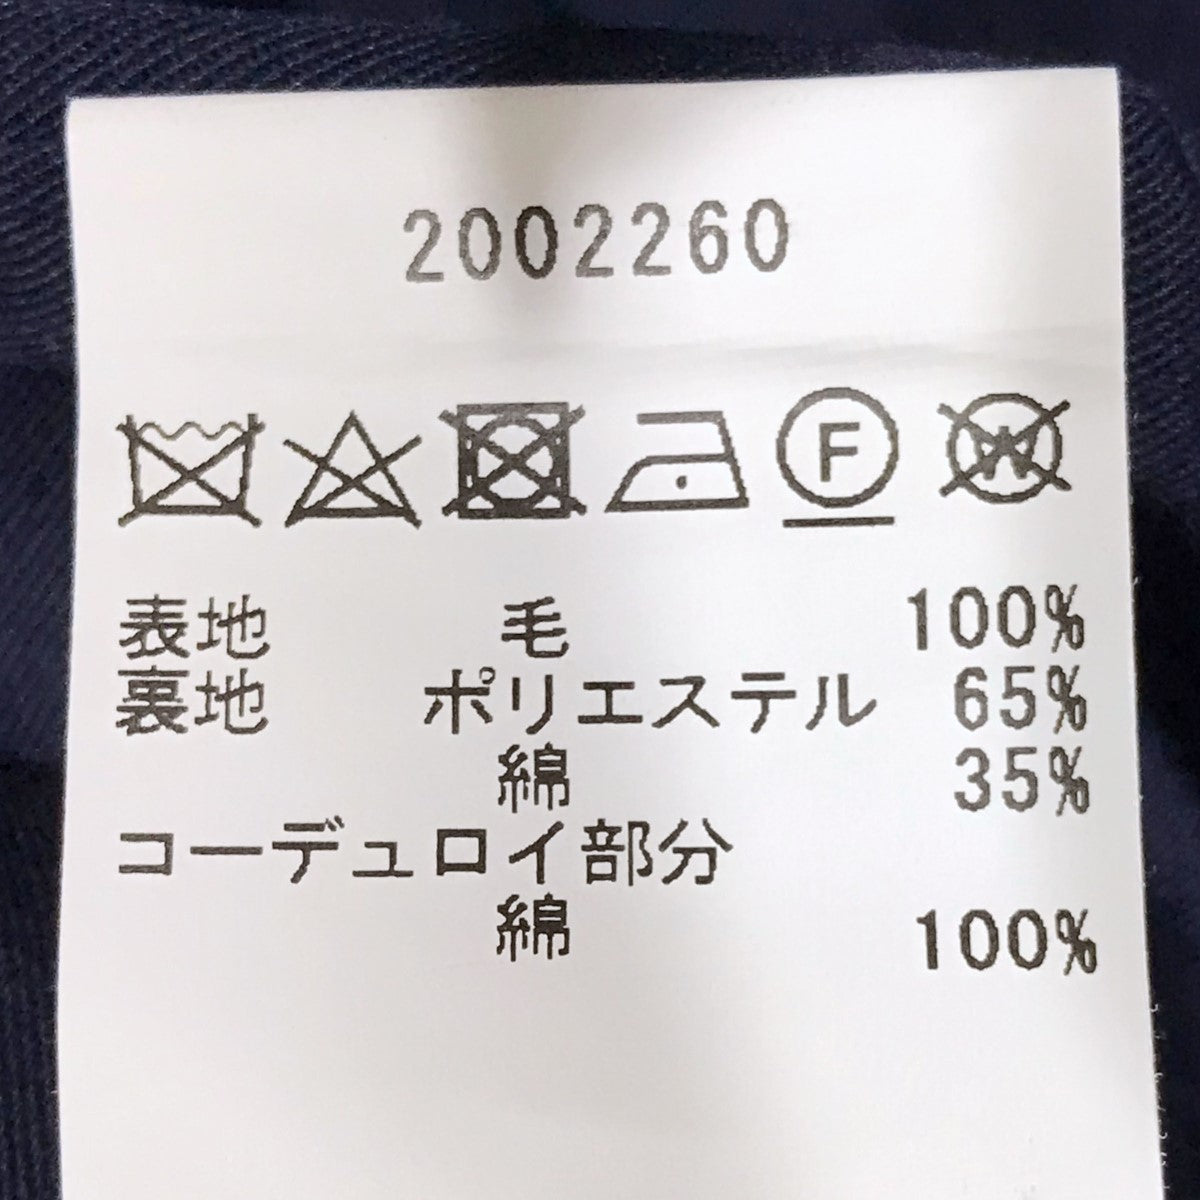 2002260
F W
表地 毛 100%
裏地 ポリエステル 65%
綿 35%
コーデュロイ部分
綿 100%